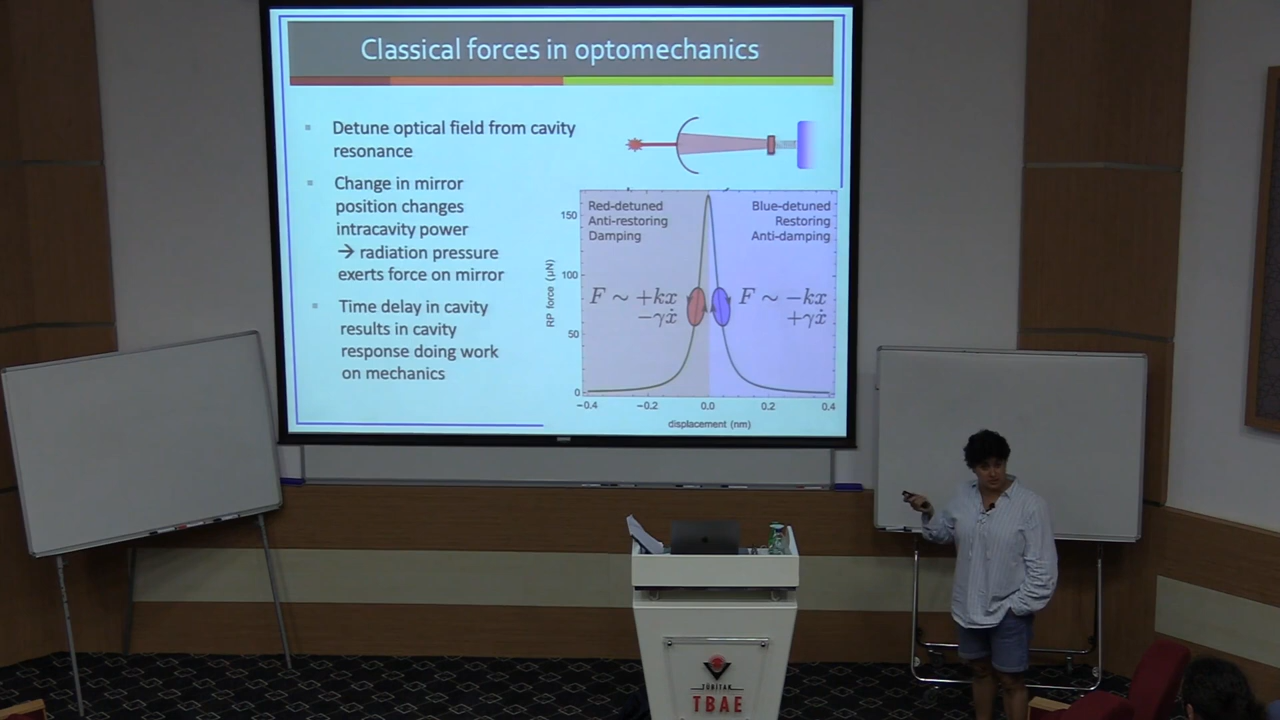 Classical forces in optomechanics
Detune optical field from cavity
resonance
Change in mirror
position changes
intracavity power
→ radiation pressure
exerts force on mirror
Time delay in cavity
results in cavity
response doing work
on mechanics
Red-detuned
Anti-restoring
Damping
Blue-detuned
Restoring
Anti-damping
F ∼ +kx
−γẋ
F ∼ −kx
+γẋ
RP force (μN)
150
100
50
0
−0.4
−0.2
0.0
0.2
0.4
displacement (nm)
TÜBİTAK
TBAE